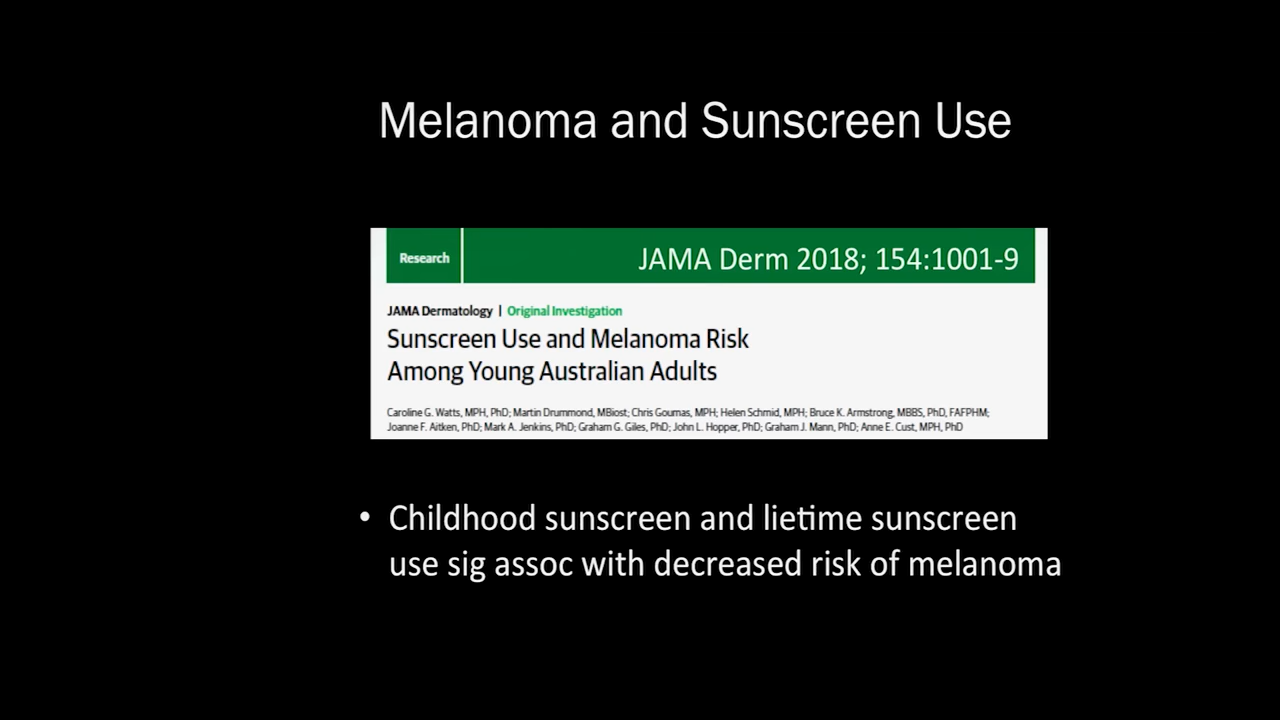 Melanoma and Sunscreen Use
Research
JAMA Derm 2018; 154:1001-9
JAMA Dermatology | Original Investigation
Sunscreen Use and Melanoma Risk
Among Young Australian Adults
Caroline G. Watts, MPH, PhD; Martin Drummond, MBiost; Chris Goumas, MPH; Helen Schmid, MPH; Bruce K. Armstrong, MBBS, PhD, FAFPHM;
Joanne F. Aitken, PhD; Mark A. Jenkins, PhD; Graham G. Giles, PhD; John L. Hopper, PhD; Graham J. Mann, PhD; Anne E. Cust, MPH, PhD
• Childhood sunscreen and lietime sunscreen
use sig assoc with decreased risk of melanoma